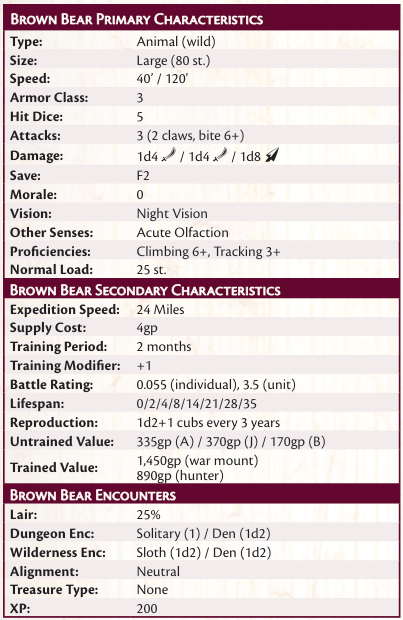 Brown Bear Primary Characteristics
Type: Animal (wild)
Size: Large (80 st.)
Speed: 40’ / 120’
Armor Class: 3
Hit Dice: 5
Attacks: 3 (2 claws, bite 6+)
Damage: 1d4 / 1d4 / 1d8
Save: F2
Morale: 0
Vision: Night Vision
Other Senses: Acute Olfaction
Proficiencies: Climbing 6+, Tracking 3+
Normal Load: 25 st.
Brown Bear Secondary Characteristics
Expedition Speed: 24 Miles
Supply Cost: 4gp
Training Period: 2 months
Training Modifier: +1
Battle Rating: 0.055 (individual), 3.5 (unit)
Lifespan: 0/2/4/8/14/21/28/35
Reproduction: 1d2+1 cubs every 3 years
Untrained Value: 335gp (A) / 370gp (J) / 170gp (B)
Trained Value: 1,450gp (war mount)
890gp (hunter)
Brown Bear Encounters
Lair: 25%
Dungeon Enc: Solitary (1) / Den (1d2)
Wilderness Enc: Sloth (1d2) / Den (1d2)
Alignment: Neutral
Treasure Type: None
XP: 200